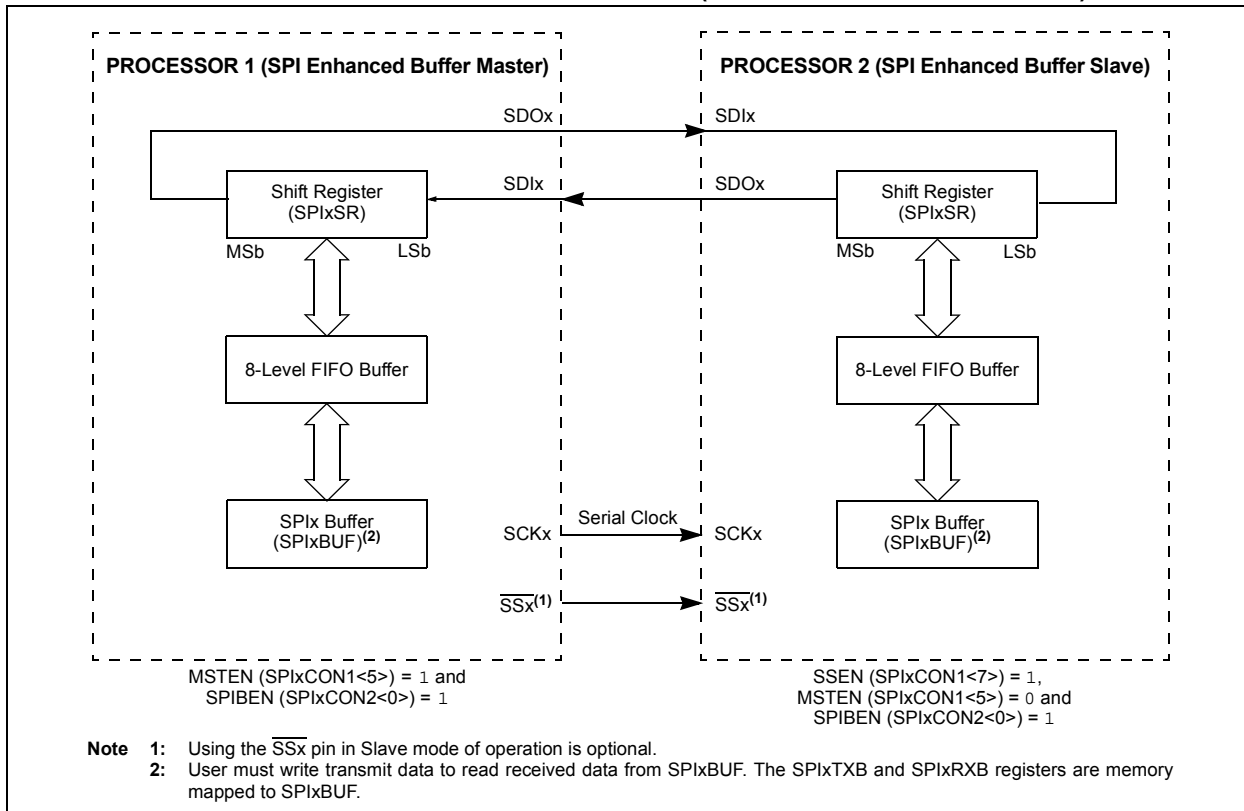 PROCESSOR 1 (SPI Enhanced Buffer Master)
PROCESSOR 2 (SPI Enhanced Buffer Slave)
SDOx
SDIx
SDIx
SDOx
Shift Register
(SPIxSR)
Shift Register
(SPIxSR)
MSb
LSb
MSb
LSb
8-Level FIFO Buffer
8-Level FIFO Buffer
SPIx Buffer
(SPIxBUF)(2)
SPIx Buffer
(SPIxBUF)(2)
SCKx
Serial Clock
SCKx
SSx(1)
SSx(1)
MSTEN (SPIxCON1<5>) = 1 and
SPIBEN (SPIxCON2<0>) = 1
SSEN (SPIxCON1<7>) = 1,
MSTEN (SPIxCON1<5>) = 0 and
SPIBEN (SPIxCON2<0>) = 1
Note 1: Using the SSx pin in Slave mode of operation is optional.
2: User must write transmit data to read received data from SPIxBUF. The SPIxTXB and SPIxRXB registers are memory
mapped to SPIxBUF.